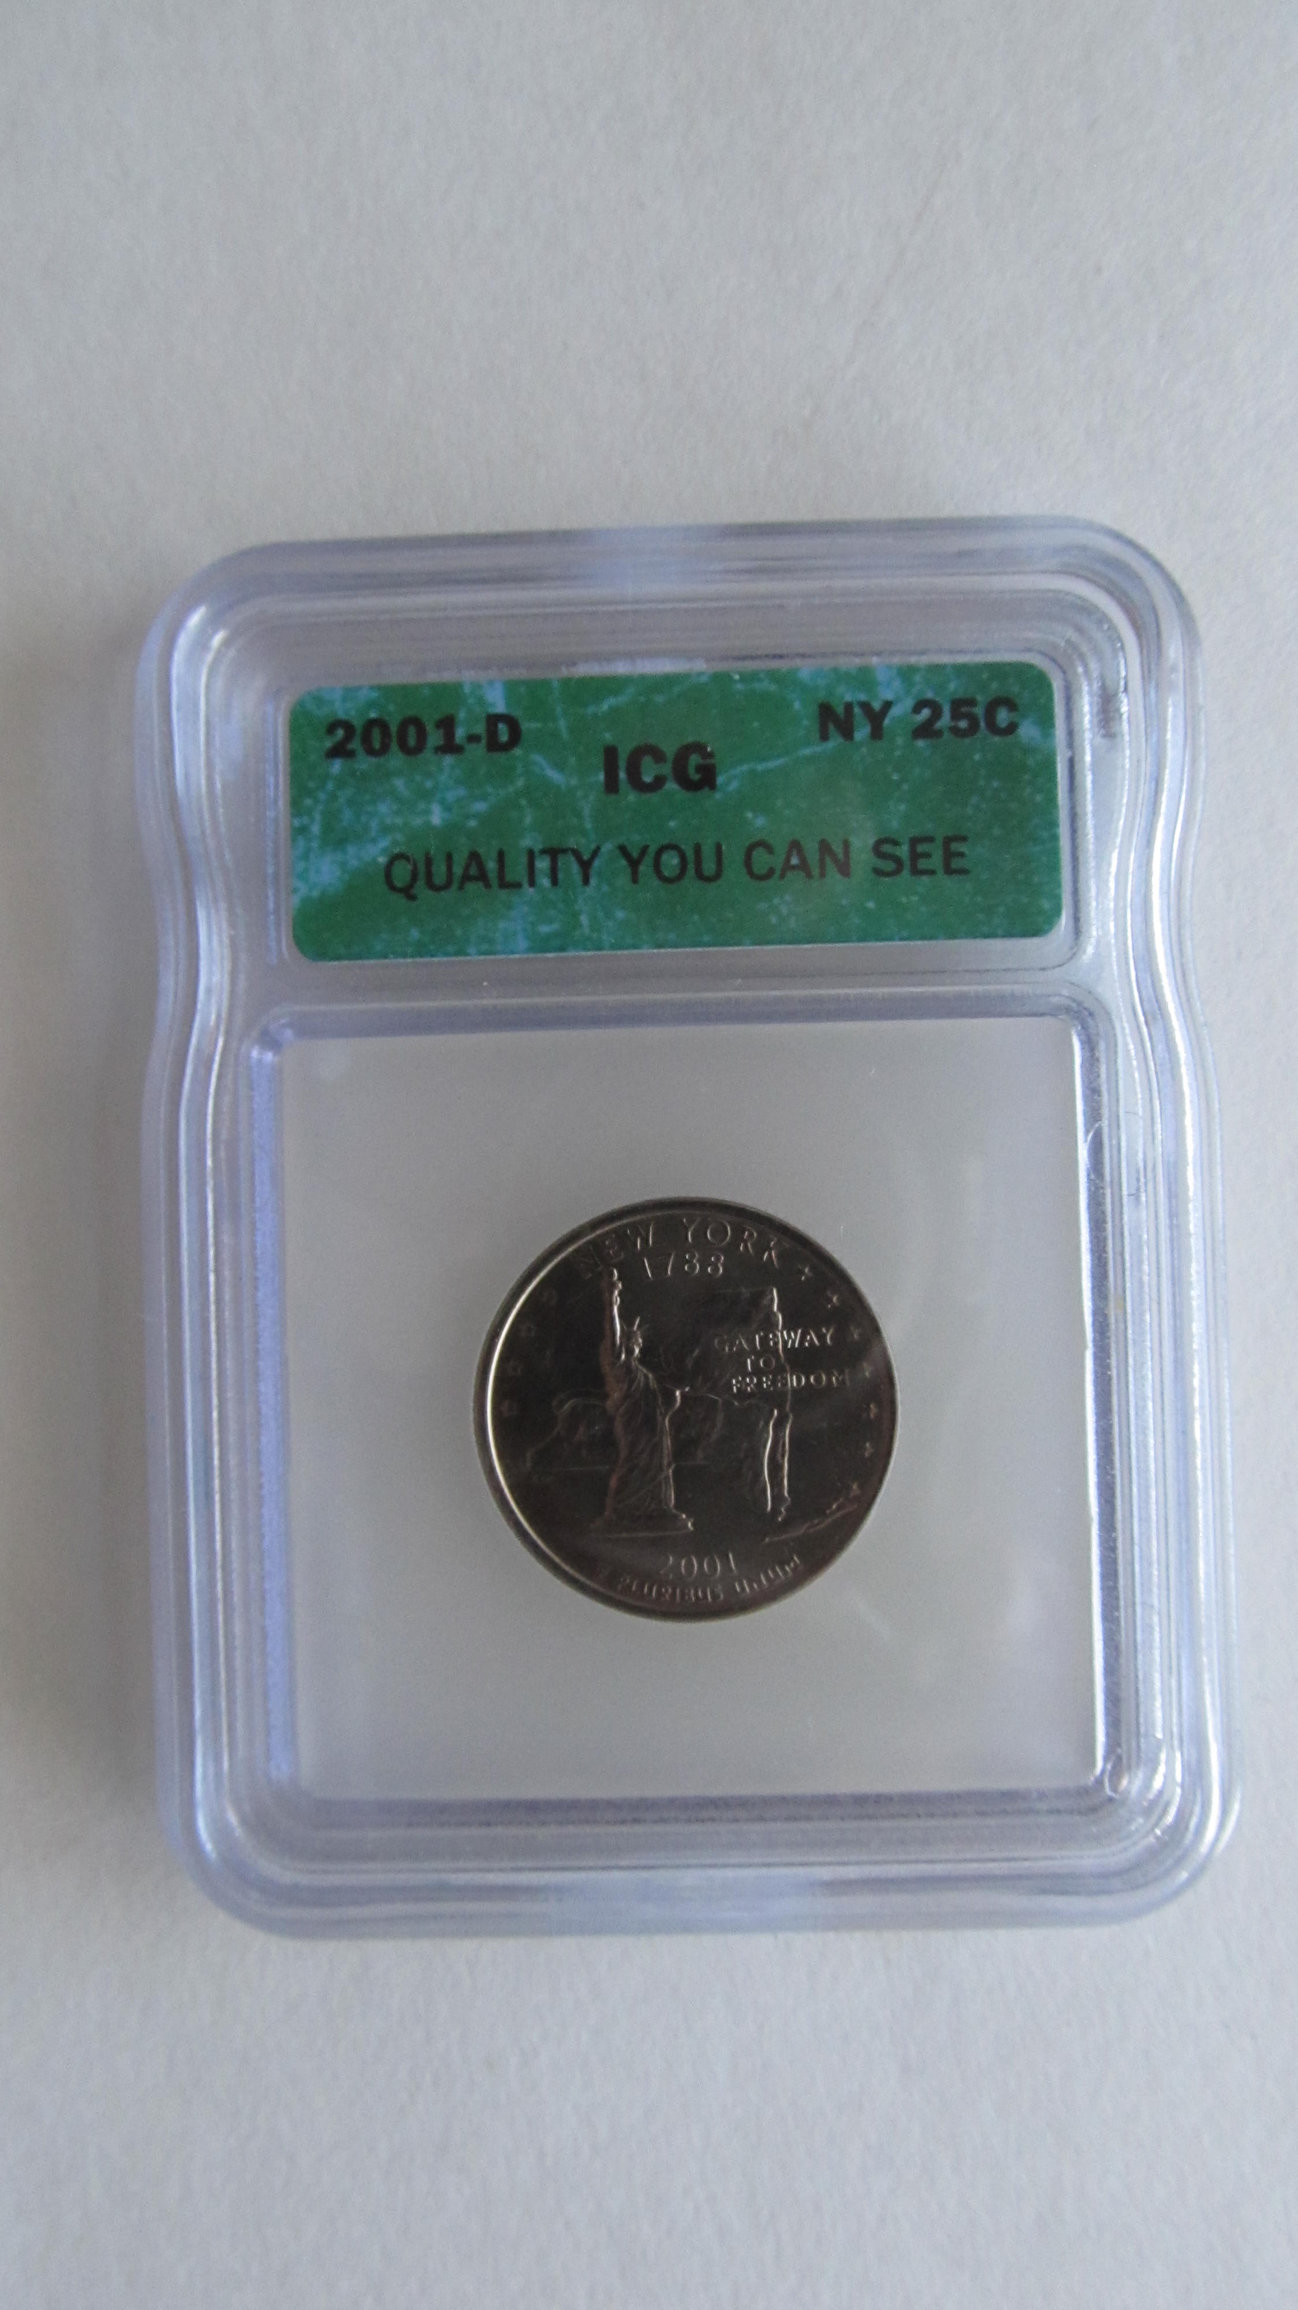 2001-D NY 25C
ICG
QUALITY YOU CAN SEE
NEW YORK
1788
GATEWAY
TO
FREEDOM
2001
E PLURIBUS UNUM